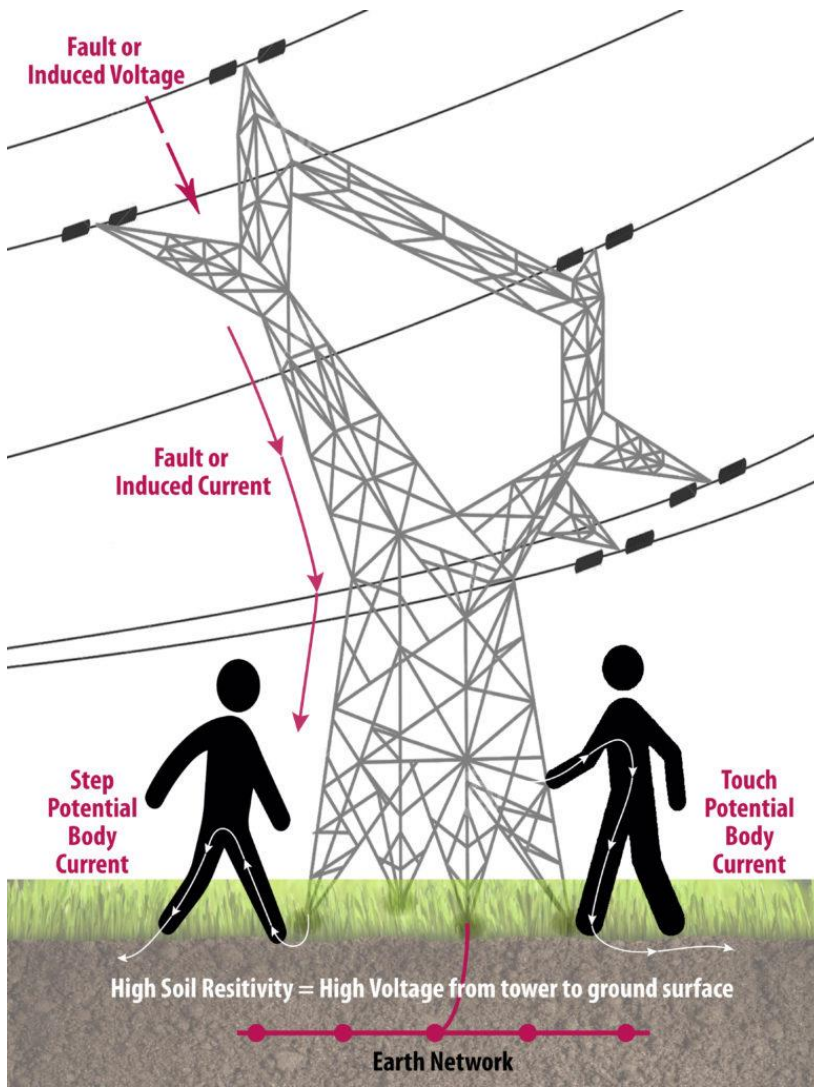 Fault or
Induced Voltage
Fault or
Induced Current
Step
Potential
Body
Current
Touch
Potential
Body
Current
High Soil Resitivity = High Voltage from tower to ground surface
Earth Network